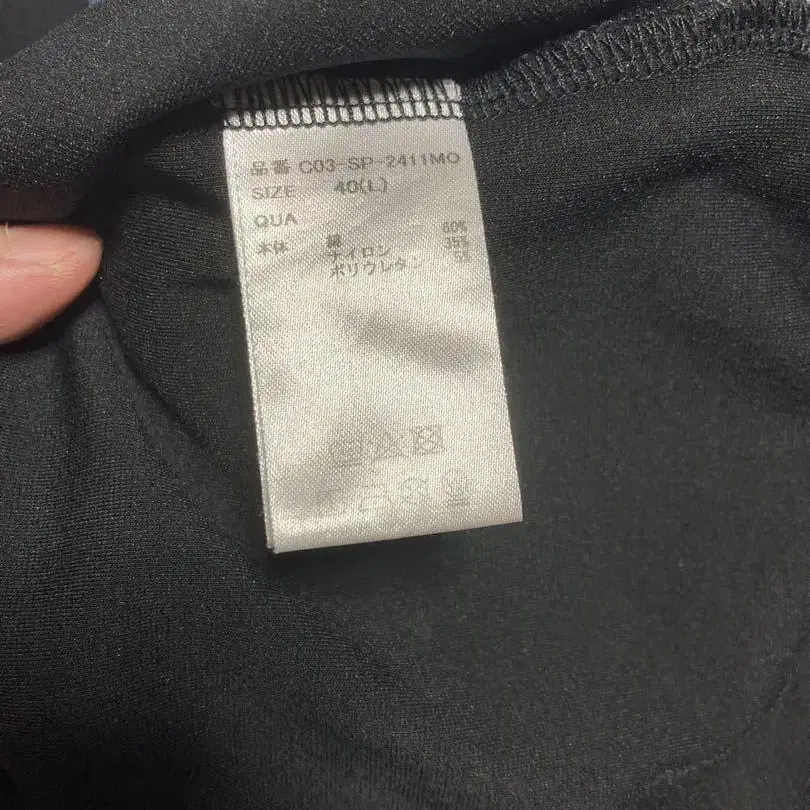 品番 C03-SP-2411MO
SIZE 40(L)
QUA
本体 綿 60%
ナイロン 35%
ポリウレタン 5%